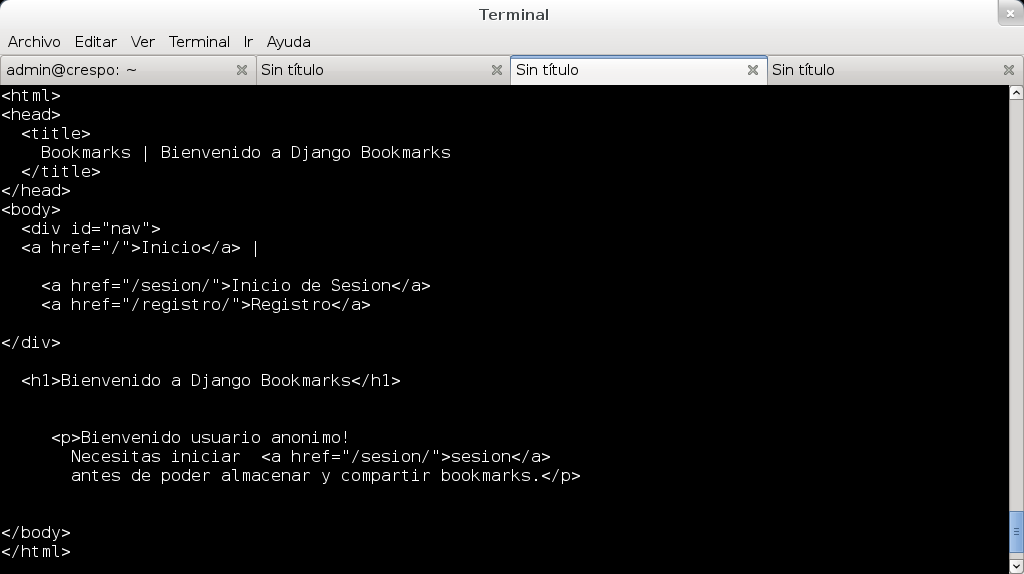 Terminal
Archivo Editar Ver Terminal Ir Ayuda
admin@crespo: ~ Sin título Sin título Sin título
<html>
<head>
  <title>
    Bookmarks | Bienvenido a Django Bookmarks
  </title>
</head>
<body>
  <div id="nav">
  <a href="/">Inicio</a> |
    <a href="/sesion/">Inicio de Sesion</a>
    <a href="/registro/">Registro</a>
</div>
  <h1>Bienvenido a Django Bookmarks</h1>
     <p>Bienvenido usuario anonimo!
       Necesitas iniciar  <a href="/sesion/">sesion</a>
       antes de poder almacenar y compartir bookmarks.</p>
</body>
</html>